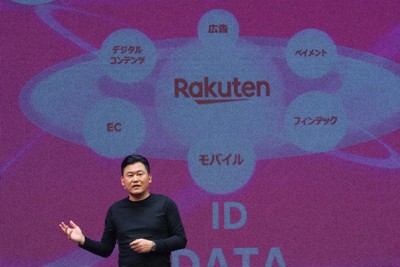 広告
デジタル
コンテンツ
ペイメント
Rakuten
EC
フィンテック
モバイル
ID
DATA